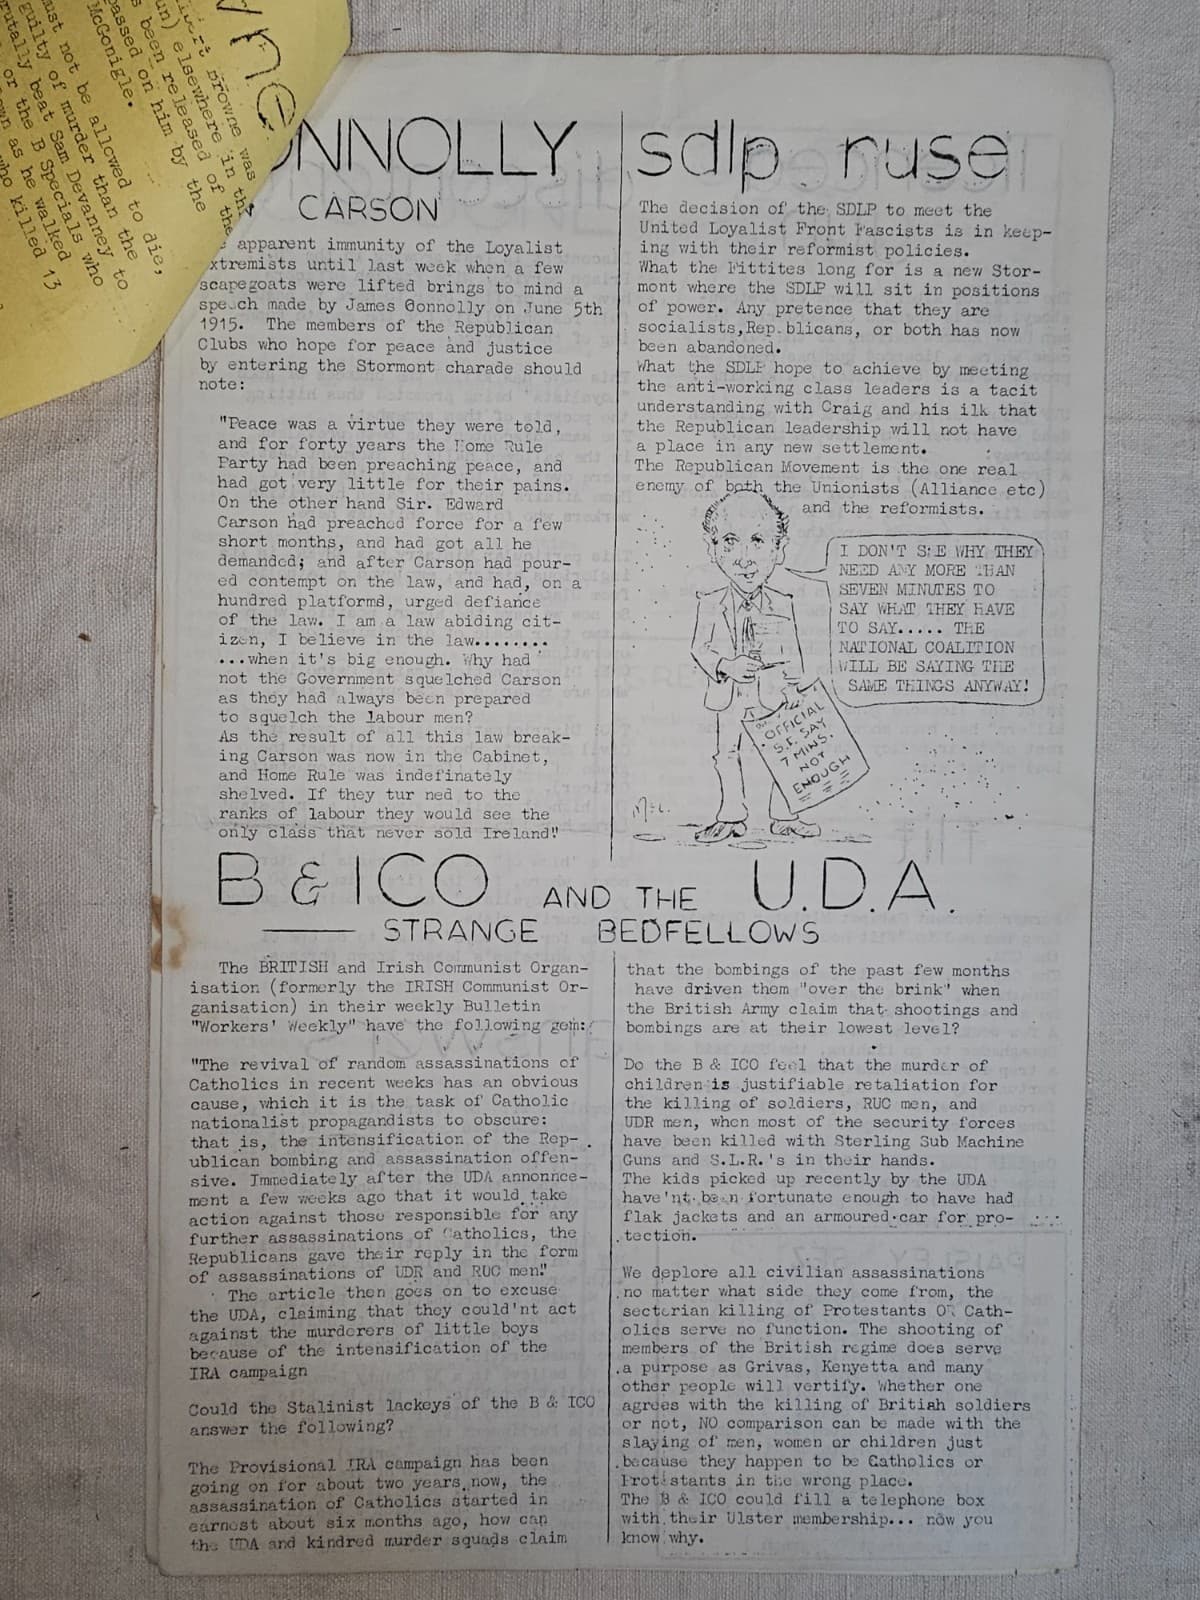 vne
Browne was
un) elsewhere in this
s been released of the
passed on him by the
McGonigle.
ust not be allowed to die,
guilty of murder than the
rutally beat Sam Devanney to
or the B Specials who
own as he walked
who killed 13
ONNOLLY
CARSON
apparent immunity of the Loyalist
xtremists until last week when a few
scapegoats were lifted brings to mind a
speech made by James Connolly on June 5th
1915. The members of the Republican
Clubs who hope for peace and justice
by entering the Stormont charade should
note:
"Peace was a virtue they were told,
and for forty years the Home Rule
Party had been preaching peace, and
had got very little for their pains.
On the other hand Sir. Edward
Carson had preached force for a few
short months, and had got all he
demanded; and after Carson had pour-
ed contempt on the law, and had, on a
hundred platforms, urged defiance
of the law. I am a law abiding cit-
izen, I believe in the law........
...when it's big enough. Why had
not the Government squelched Carson
as they had always been prepared
to squelch the labour men?
As the result of all this law break-
ing Carson was now in the Cabinet,
and Home Rule was indefinately
shelved. If they tur ned to the
ranks of labour they would see the
only class that never sold Ireland!"
sdlp ruse
The decision of the SDLP to meet the
United Loyalist Front Fascists is in keep-
ing with their reformist policies.
What the Fittites long for is a new Stor-
mont where the SDLP will sit in positions
of power. Any pretence that they are
socialists,Rep.blicans, or both has now
been abandoned.
What the SDLP hope to achieve by meeting
the anti-working class leaders is a tacit
understanding with Craig and his ilk that
the Republican leadership will not have
a place in any new settlement.
The Republican Movement is the one real
enemy of both the Unionists (Alliance etc)
and the reformists.
I DON'T SEE WHY THEY
NEED ANY MORE THAN
SEVEN MINUTES TO
SAY WHAT THEY HAVE
TO SAY..... THE
NATIONAL COALITION
WILL BE SAYING THE
SAME THINGS ANYWAY!
OFFICIAL
S.F. SAY
7 MINS.
NOT
ENOUGH
B & ICO AND THE U.D.A.
STRANGE BEDFELLOWS
The BRITISH and Irish Communist Organ-
isation (formerly the IRISH Communist Or-
ganisation) in their weekly Bulletin
"Workers' Weekly" have the following gem:
"The revival of random assassinations of
Catholics in recent weeks has an obvious
cause, which it is the task of Catholic
nationalist propagandists to obscure:
that is, the intensification of the Rep-
ublican bombing and assassination offen-
sive. Immediately after the UDA annonnce-
ment a few weeks ago that it would take
action against those responsible for any
further assassinations of Catholics, the
Republicans gave their reply in the form
of assassinations of UDR and RUC men."
The article then goes on to excuse
the UDA, claiming that they could'nt act
against the murderers of little boys
because of the intensification of the
IRA campaign
Could the Stalinist lackeys of the B & ICO
answer the following?
The Provisional IRA campaign has been
going on for about two years now, the
assassination of Catholics started in
earnest about six months ago, how can
the UDA and kindred murder squads claim
that the bombings of the past few months
have driven them "over the brink" when
the British Army claim that shootings and
bombings are at their lowest level?
Do the B & ICO feel that the murder of
children is justifiable retaliation for
the killing of soldiers, RUC men, and
UDR men, when most of the security forces
have been killed with Sterling Sub Machine
Guns and S.L.R.'s in their hands.
The kids picked up recently by the UDA
have'nt been fortunate enough to have had
flak jackets and an armoured car for pro-
tection.
We deplore all civilian assassinations
no matter what side they come from, the
secterian killing of Protestants OR Cath-
olics serve no function. The shooting of
members of the British regime does serve
a purpose as Grivas, Kenyetta and many
other people will vertify. Whether one
agrees with the killing of British soldiers
or not, NO comparison can be made with the
slaying of men, women or children just
because they happen to be Catholics or
Protestants in the wrong place.
The B & ICO could fill a telephone box
with their Ulster membership... now you
know why.